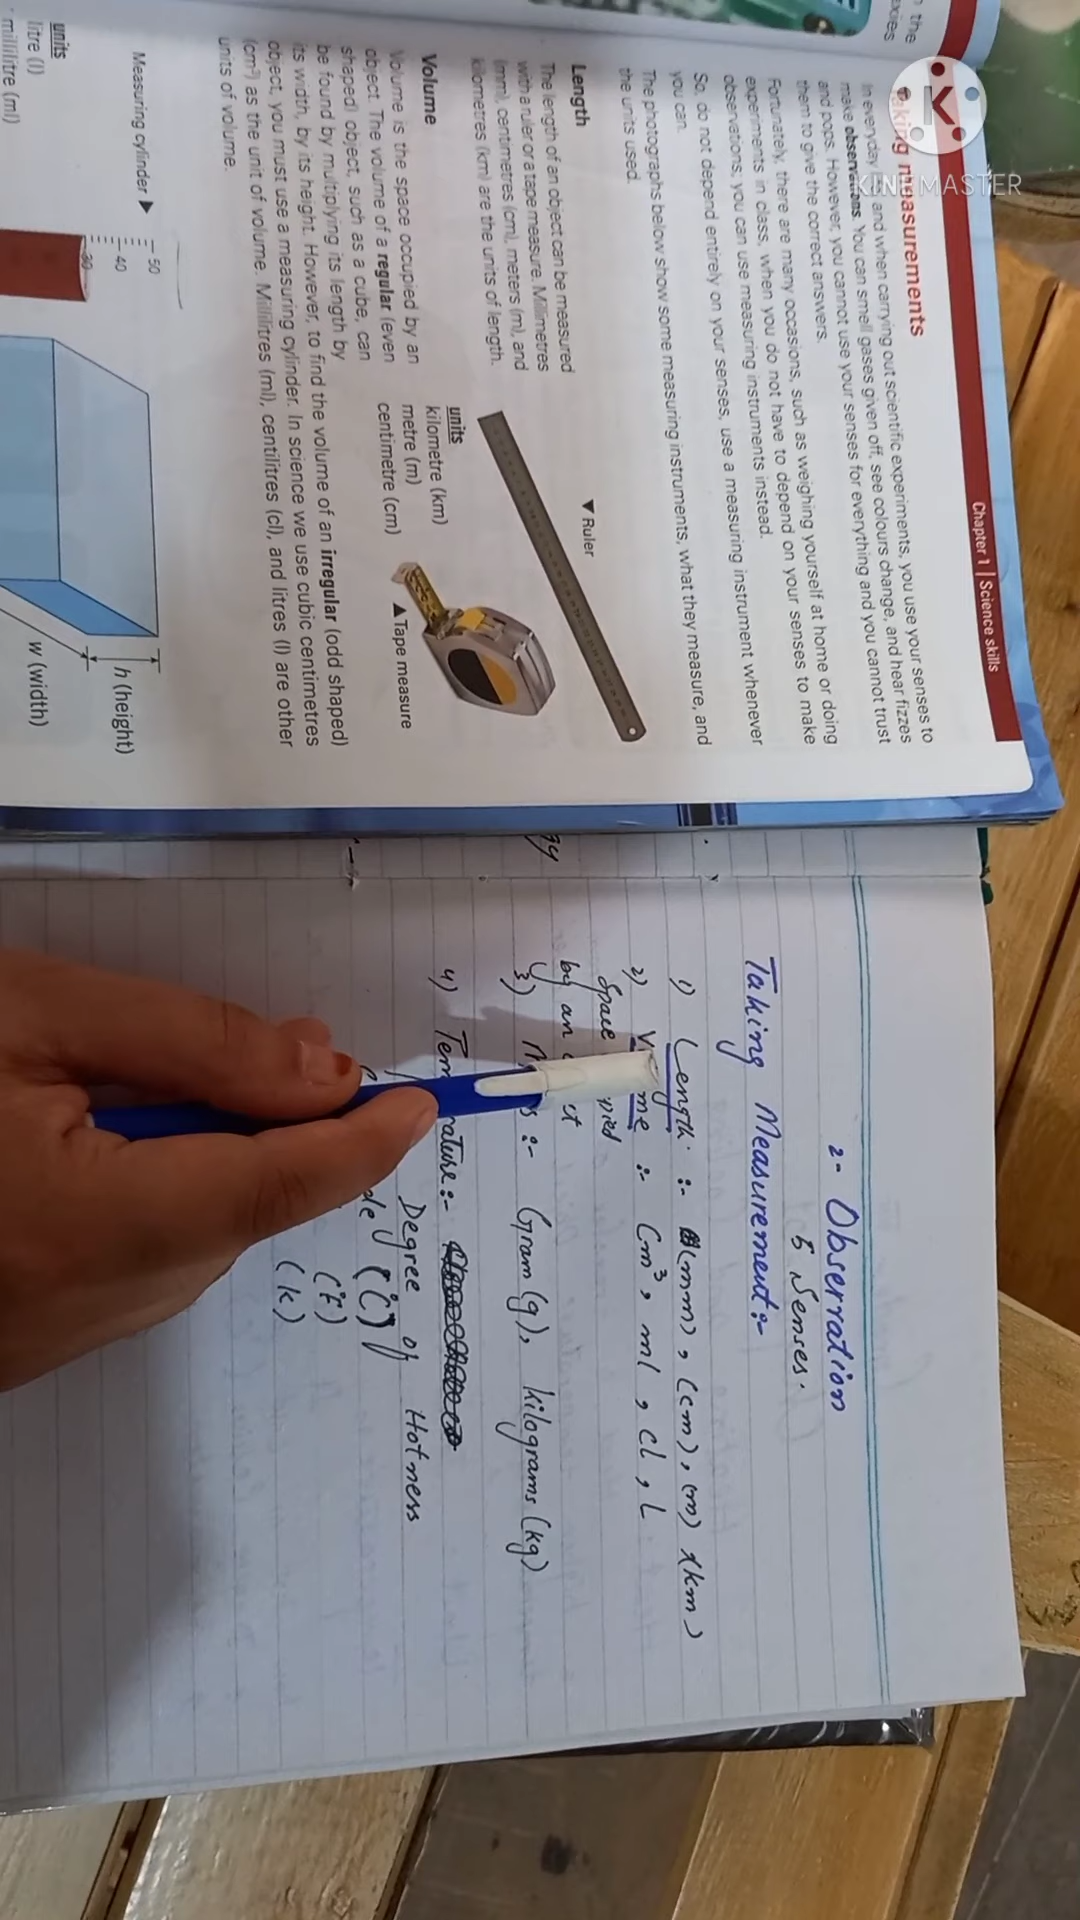 Chapter 1 | Science skills
the
Taking measurements
In everyday life and when carrying out scientific experiments, you use your senses to
make observations. You can smell gases given off, see colours change, and hear fizzes
and pops. However, you cannot use your senses for everything and you cannot trust
them to give the correct answers.
Fortunately, there are many occasions, such as weighing yourself at home or doing
experiments in class, when you do not have to depend on your senses to make
observations; you can use measuring instruments instead.
So, do not depend entirely on your senses, use a measuring instrument whenever
you can.
The photographs below show some measuring instruments, what they measure, and
the units used.
Length
The length of an object can be measured
with a ruler or a tape measure. Millimetres
(mm), centimetres (cm), meters (m), and
kilometres (km) are the units of length.
▼ Ruler
units
kilometre (km)
metre (m)
centimetre (cm)
▲ Tape measure
Volume
Volume is the space occupied by an
object. The volume of a regular (even
shaped) object, such as a cube, can
be found by multiplying its length by
its width, by its height. However, to find the volume of an irregular (odd shaped)
object, you must use a measuring cylinder. In science we use cubic centimetres
(cm³) as the unit of volume. Millilitres (ml), centilitres (cl), and litres (l) are other
units of volume.
Measuring cylinder ▶
50
40
30
units
litre (l)
millilitre (ml)
h (height)
w (width)
KINEMASTER
2- Observation
5 senses.
Taking Measurement:-
1) Length :- (mm), (cm), (m) (km)
2) me :- Cm³, ml, cl, L
Space
by an
3) :- Gram (g), kilograms (kg)
4) :-
Degree of Hotness
(°C)
(°F)
(k)